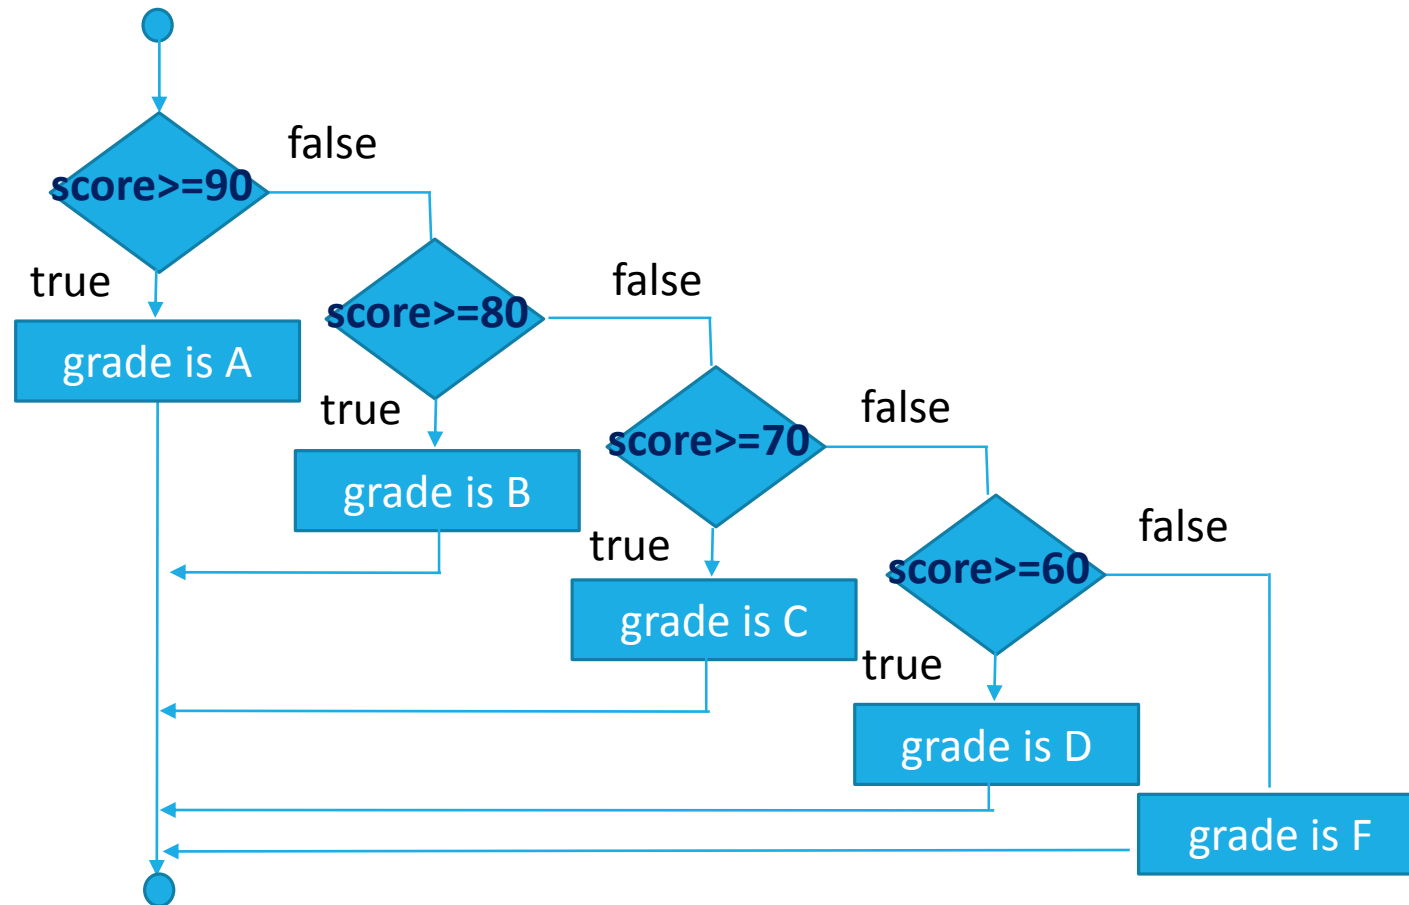 false
score>=90
true
false
score>=80
grade is A
true
false
score>=70
grade is B
true
false
score>=60
grade is C
true
grade is D
grade is F